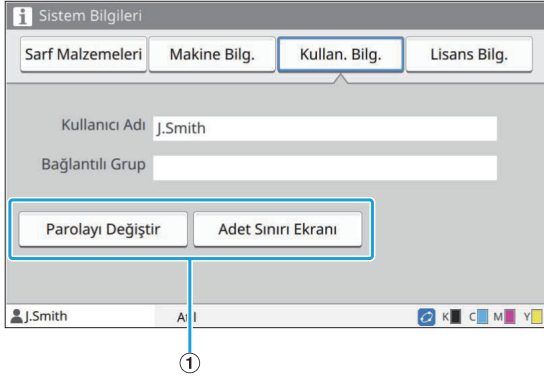 Sistem Bilgileri
Sarf Malzemeleri Makine Bilg. Kullan. Bilg. Lisans Bilg.
Kullanıcı Adı J.Smith
Bağlantılı Grup
Parolayı Değiştir Adet Sınırı Ekranı
J.Smith K C M Y
1